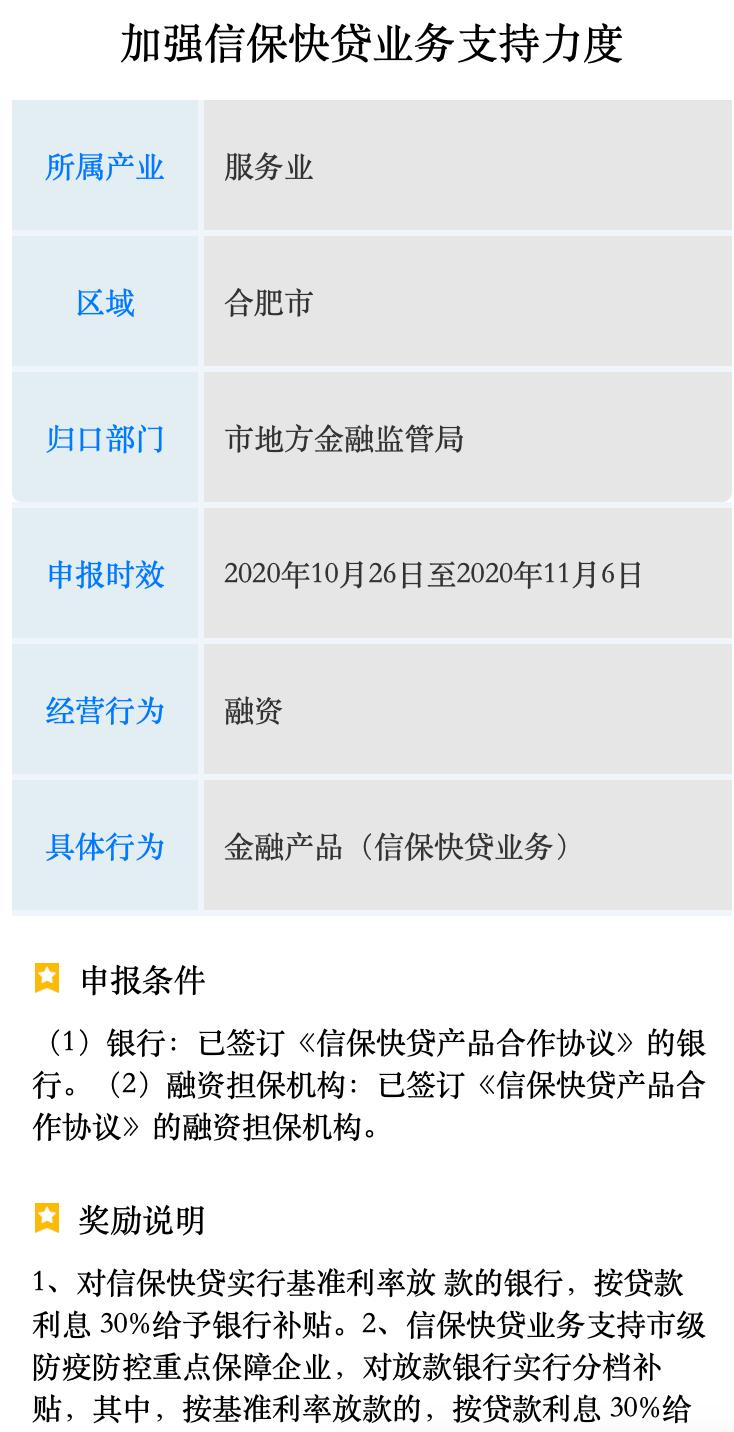 加强信保快贷业务支持力度
所属产业 服务业
区域 合肥市
归口部门 市地方金融监管局
申报时效 2020年10月26日至2020年11月6日
经营行为 融资
具体行为 金融产品（信保快贷业务）
申报条件
（1）银行：已签订《信保快贷产品合作协议》的银
行。（2）融资担保机构：已签订《信保快贷产品合
作协议》的融资担保机构。
奖励说明
1、对信保快贷实行基准利率放 款的银行，按贷款
利息 30%给予银行补贴。2、信保快贷业务支持市级
防疫防控重点保障企业，对放款银行实行分档补
贴，其中，按基准利率放款的，按贷款利息 30%给